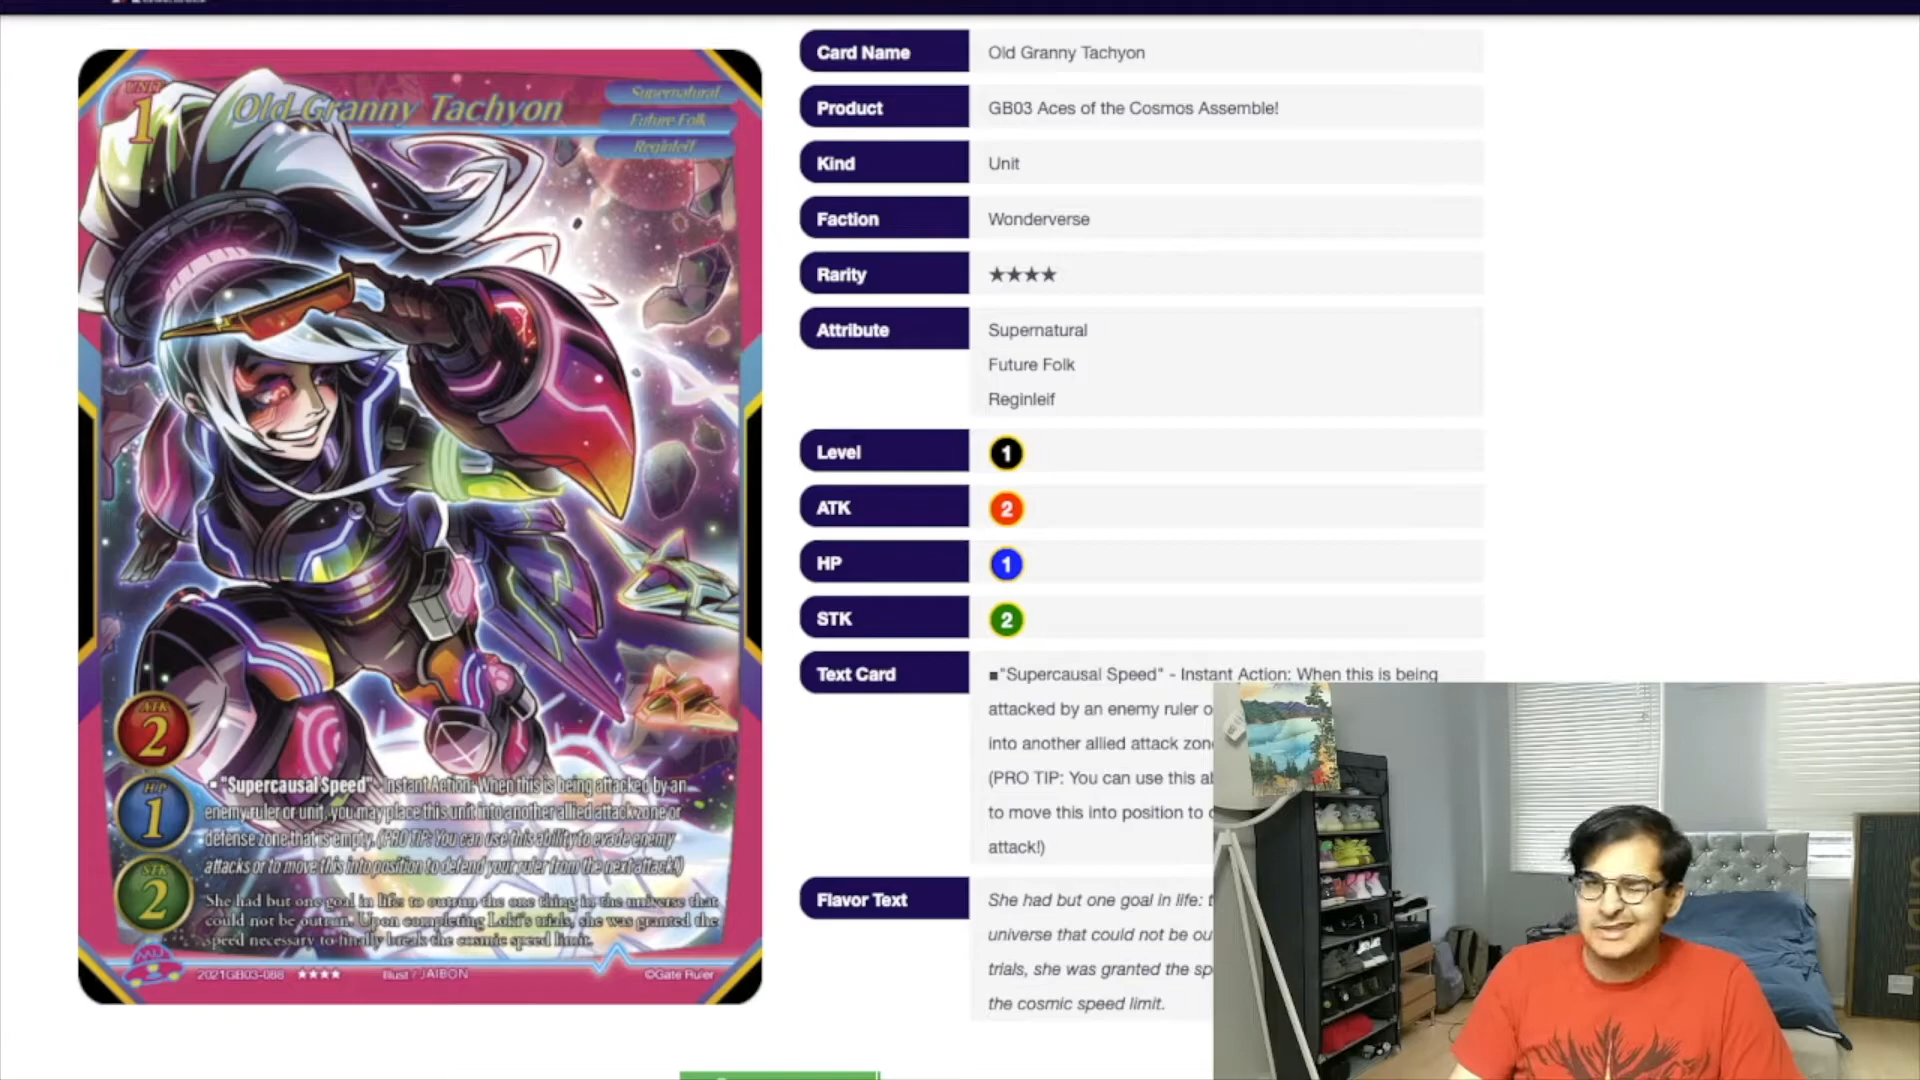 UNIT
1
Old Granny Tachyon
Supernatural
Future Folk
Reginleif
ATK
2
HP
1
STK
2
■ "Supercausal Speed" - Instant Action: When this is being attacked by an
enemy ruler or unit, you may place this unit into another allied attack zone or
defense zone that is empty. (PRO TIP: You can use this ability to evade enemy
attacks or to move this into position to defend your ruler from the next attack!)
She had but one goal in life: to outrun the one thing in the universe that
could not be outrun. Upon completing Loki's trials, she was granted the
speed necessary to finally break the cosmic speed limit.
2021GB03-088 ★★★★ Illust / JAIBON ©Gate Ruler
Card Name Old Granny Tachyon
Product GB03 Aces of the Cosmos Assemble!
Kind Unit
Faction Wonderverse
Rarity ★★★★
Attribute Supernatural
Future Folk
Reginleif
Level 1
ATK 2
HP 1
STK 2
Text Card ■"Supercausal Speed" - Instant Action: When this is being
attacked by an enemy ruler o
into another allied attack zon
(PRO TIP: You can use this ab
to move this into position to
attack!)
Flavor Text She had but one goal in life: t
universe that could not be ou
trials, she was granted the sp
the cosmic speed limit.